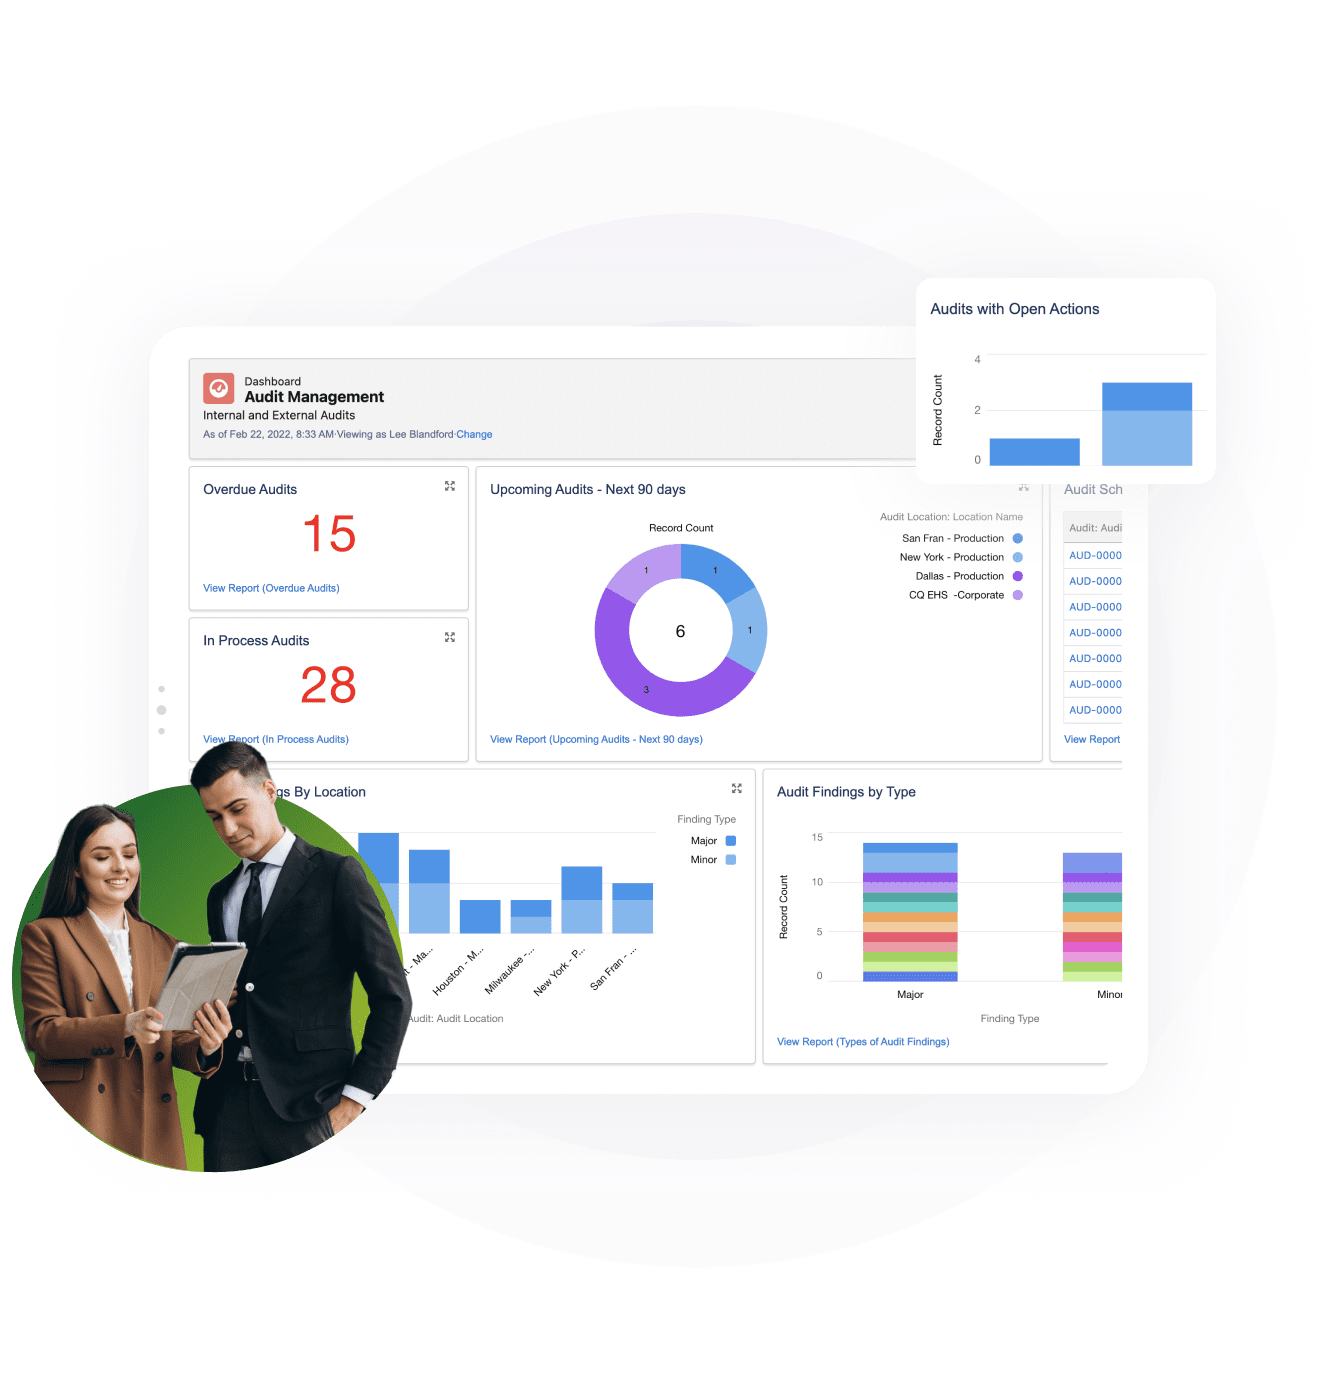 Audits with Open Actions
Record Count
4
2
0
Dashboard
Audit Management
Internal and External Audits
As of Feb 22, 2022, 8:33 AM·Viewing as Lee Blandford·Change
Overdue Audits
15
View Report (Overdue Audits)
In Process Audits
28
View Report (In Process Audits)
Upcoming Audits - Next 90 days
Record Count
1
1
1
3
6
Audit Location: Location Name
San Fran - Production
New York - Production
Dallas - Production
CQ EHS -Corporate
View Report (Upcoming Audits - Next 90 days)
Audit Sch
Audit: Audi
AUD-0000
AUD-0000
AUD-0000
AUD-0000
AUD-0000
AUD-0000
AUD-0000
View Report
gs By Location
Finding Type
Major
Minor
t - Ma...
Houston - M...
Milwaukee -...
New York - P...
San Fran - ...
Audit: Audit Location
Audit Findings by Type
Record Count
15
10
5
0
Major
Minor
Finding Type
View Report (Types of Audit Findings)